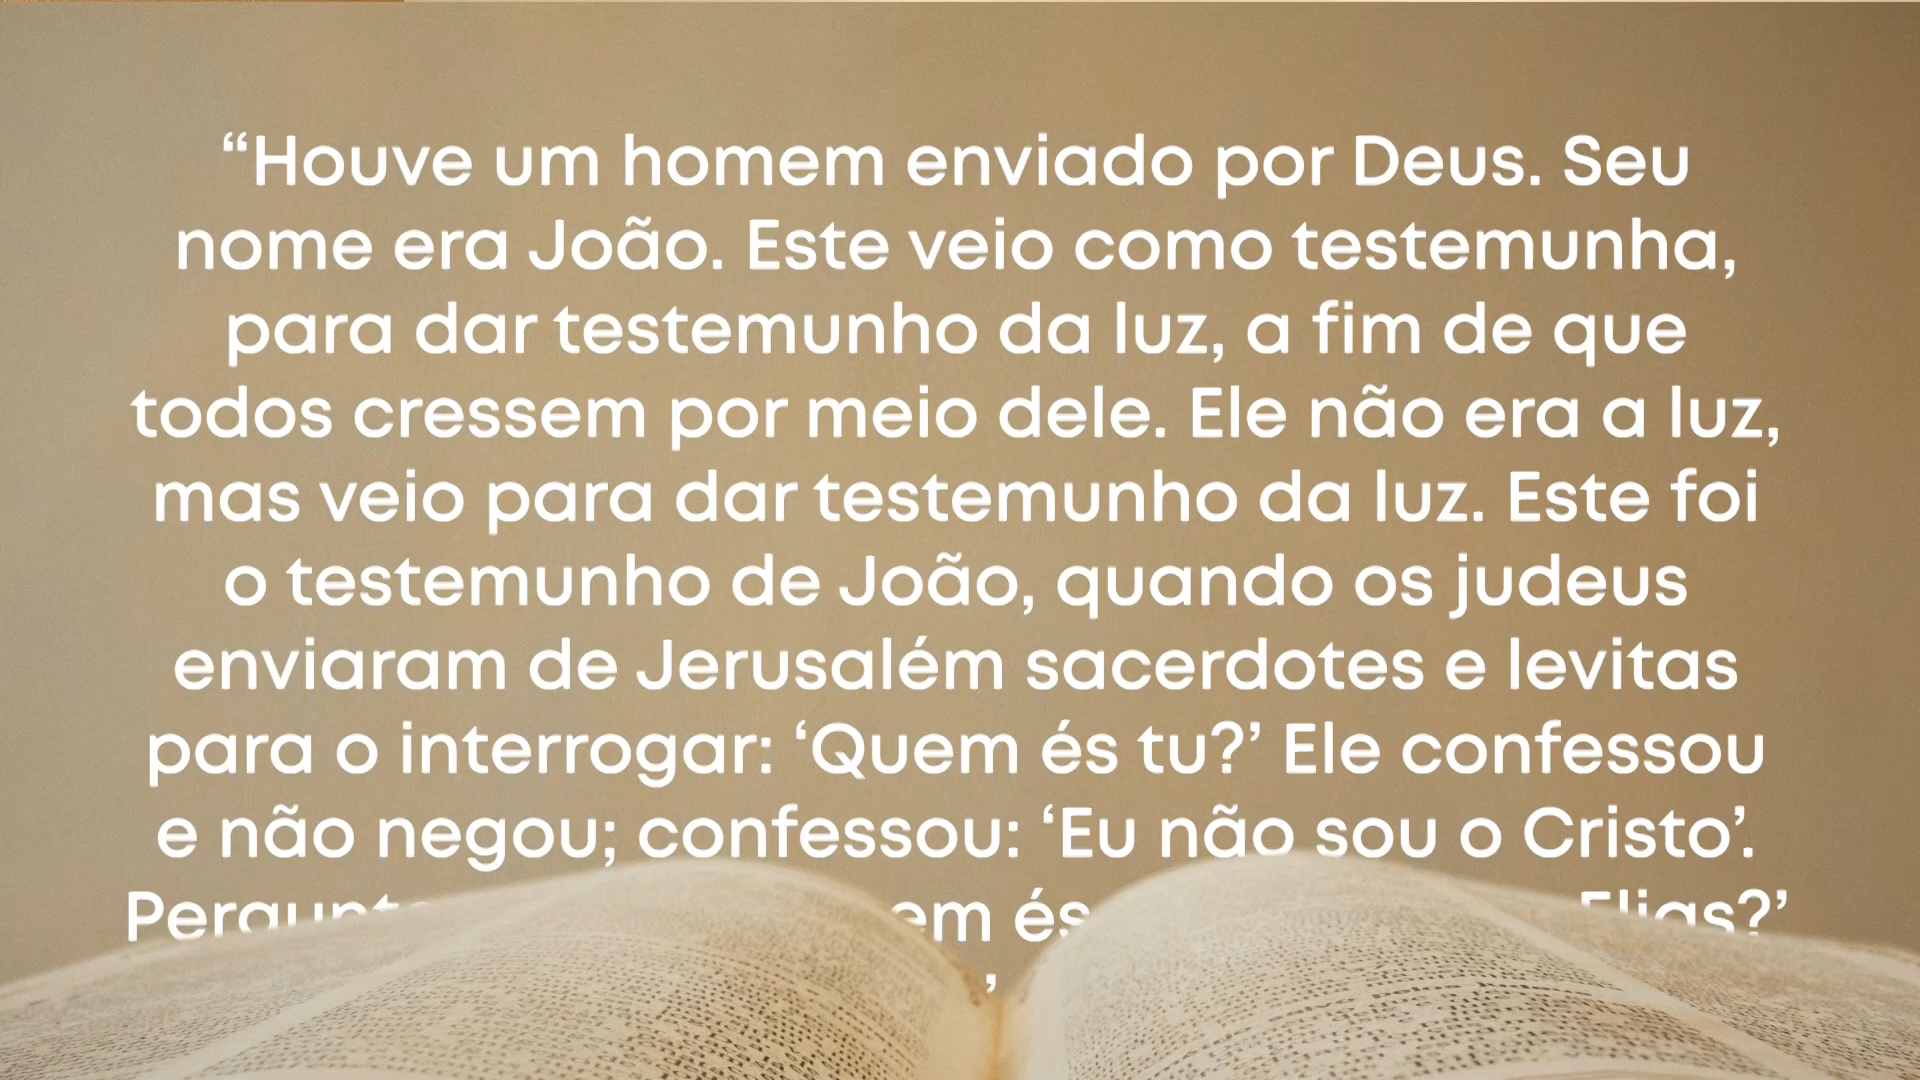 “Houve um homem enviado por Deus. Seu
nome era João. Este veio como testemunha,
para dar testemunho da luz, a fim de que
todos cressem por meio dele. Ele não era a luz,
mas veio para dar testemunho da luz. Este foi
o testemunho de João, quando os judeus
enviaram de Jerusalém sacerdotes e levitas
para o interrogar: ‘Quem és tu?’ Ele confessou
e não negou; confessou: ‘Eu não sou o Cristo’.
és Elias?’